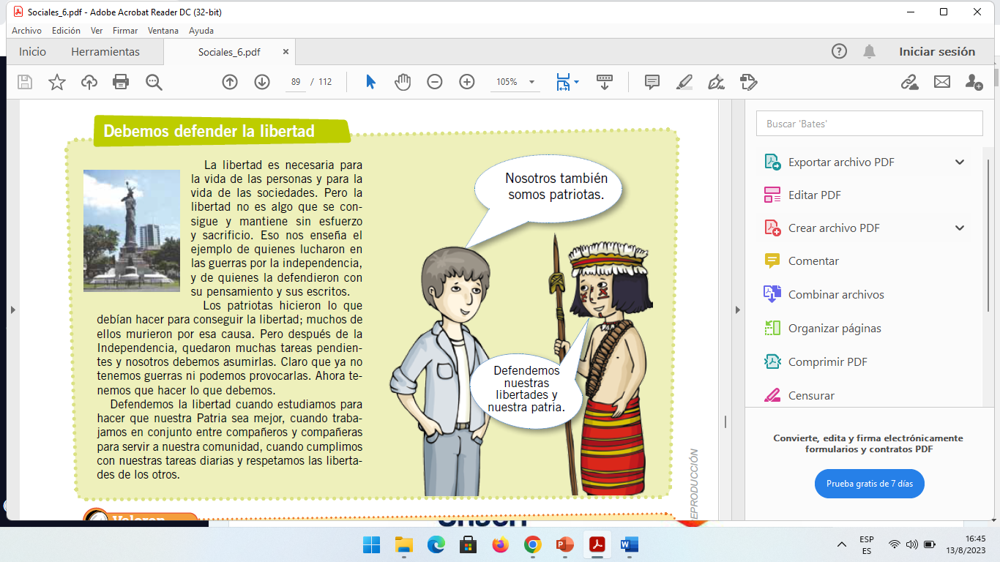 Sociales_6.pdf - Adobe Acrobat Reader DC (32-bit)
Archivo Edición Ver Firmar Ventana Ayuda
Inicio Herramientas Sociales_6.pdf × Iniciar sesión
89 / 112 105%
Debemos defender la libertad
La libertad es necesaria para
la vida de las personas y para la
vida de las sociedades. Pero la
libertad no es algo que se con-
sigue y mantiene sin esfuerzo
y sacrificio. Eso nos enseña el
ejemplo de quienes lucharon en
las guerras por la independencia,
y de quienes la defendieron con
su pensamiento y sus escritos.
Los patriotas hicieron lo que
debían hacer para conseguir la libertad; muchos de
ellos murieron por esa causa. Pero después de la
Independencia, quedaron muchas tareas pendien-
tes y nosotros debemos asumirlas. Claro que ya no
tenemos guerras ni podemos provocarlas. Ahora te-
nemos que hacer lo que debemos.
Defendemos la libertad cuando estudiamos para
hacer que nuestra Patria sea mejor, cuando traba-
jamos en conjunto entre compañeros y compañeras
para servir a nuestra comunidad, cuando cumplimos
con nuestras tareas diarias y respetamos las liberta-
des de los otros.
Nosotros también
somos patriotas.
Defendemos
nuestras
libertades y
nuestra patria.
EPRODUCCIÓN
Buscar 'Bates'
Exportar archivo PDF
Editar PDF
Crear archivo PDF
Comentar
Combinar archivos
Organizar páginas
Comprimir PDF
Censurar
Convierte, edita y firma electrónicamente
formularios y contratos PDF
Prueba gratis de 7 días
ESP
ES
16:45
13/8/2023